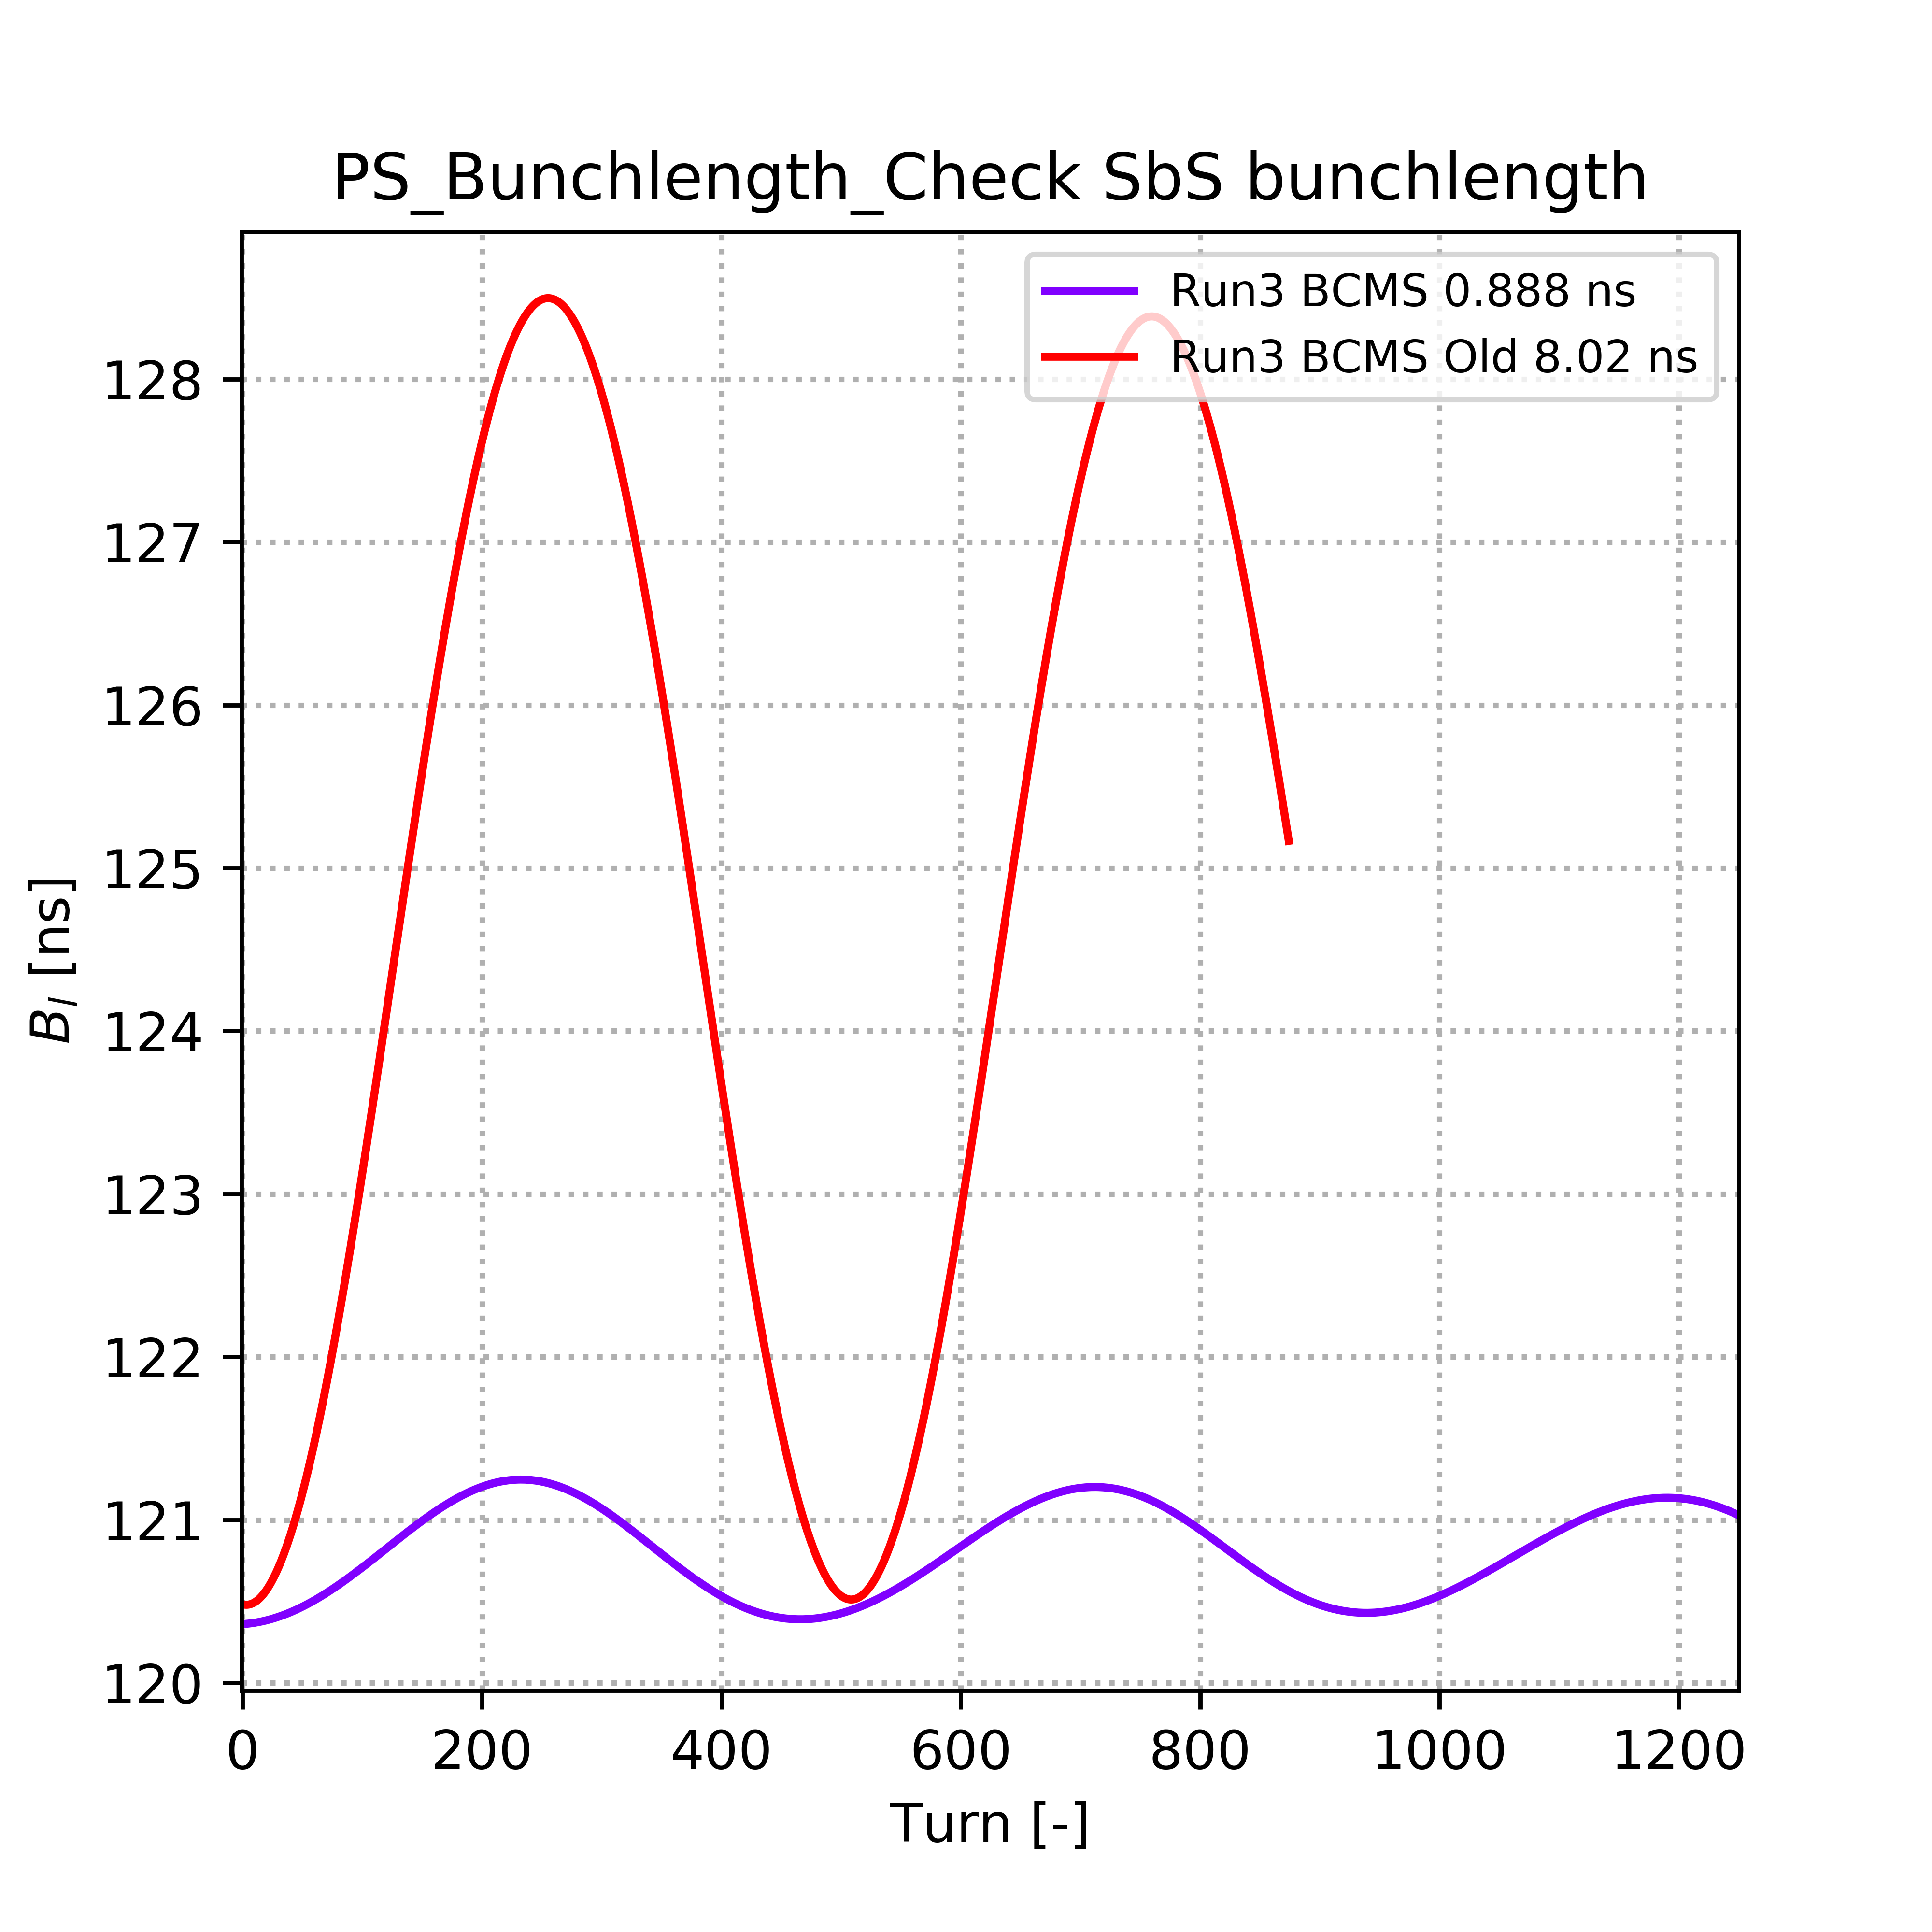 PS_Bunchlength_Check SbS bunchlength
Run3 BCMS 0.888 ns
Run3 BCMS Old 8.02 ns
128
127
126
125
124
123
122
121
120
B_l [ns]
0 200 400 600 800 1000 1200
Turn [-]